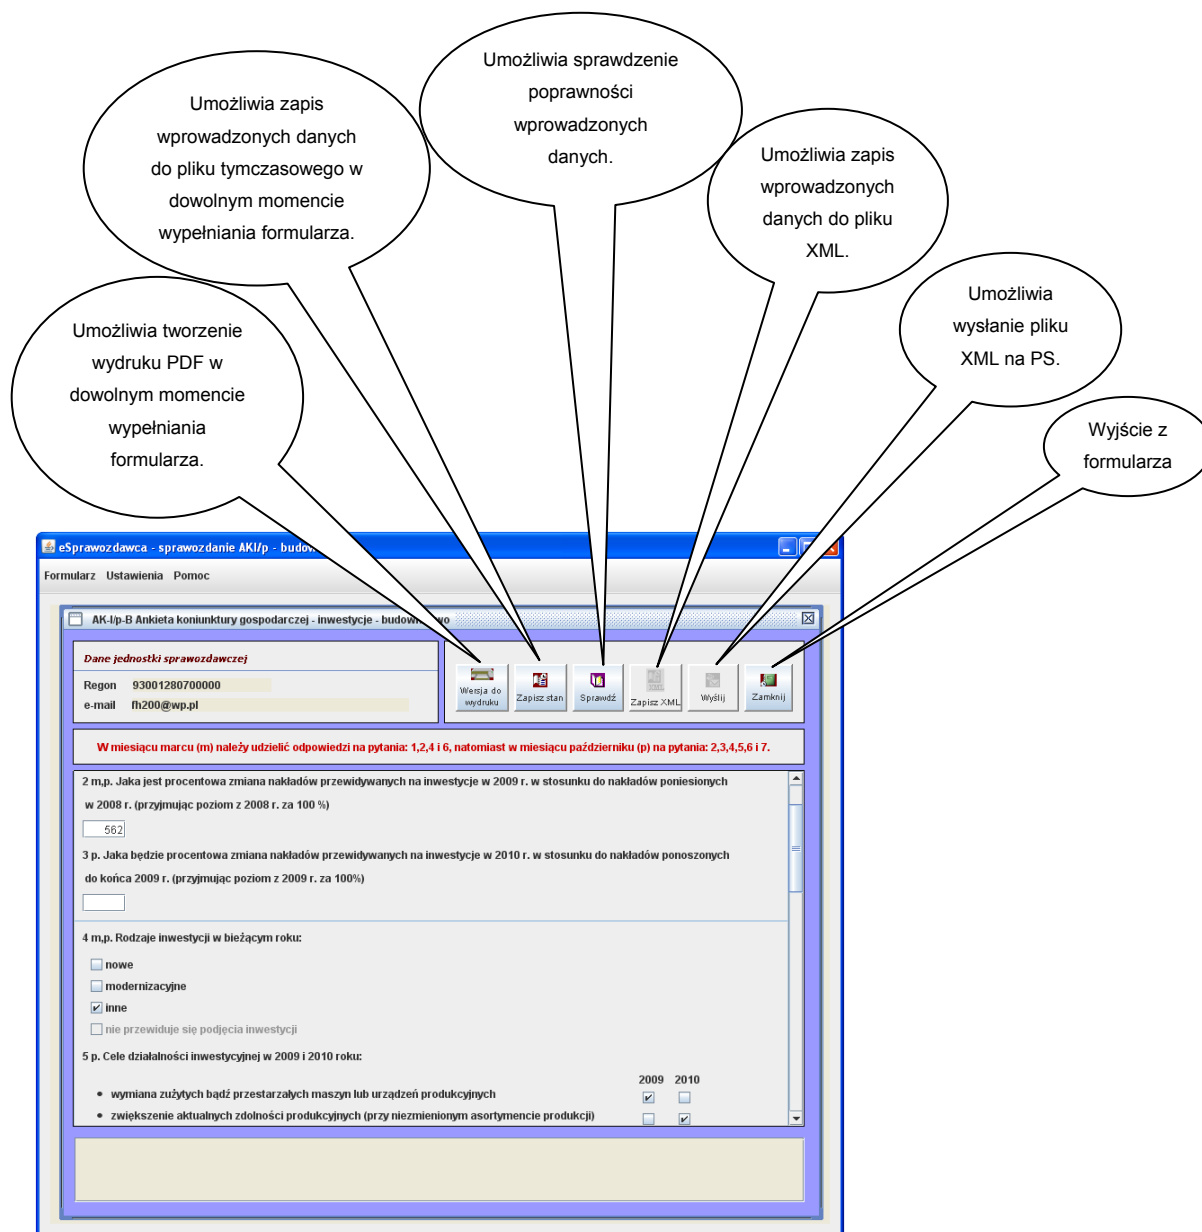 Umożliwia sprawdzenie
poprawności
wprowadzonych
danych.
Umożliwia zapis
wprowadzonych danych
do pliku tymczasowego w
dowolnym momencie
wypełniania formularza.
Umożliwia zapis
wprowadzonych
danych do pliku
XML.
Umożliwia
wysłanie pliku
XML na PS.
Umożliwia tworzenie
wydruku PDF w
dowolnym momencie
wypełniania
formularza.
Wyjście z
formularza
eSprawozdawca - sprawozdanie AKI/p - budow
Formularz Ustawienia Pomoc
AK-I/p-B Ankieta koniunktury gospodarczej - inwestycje - budown wo
Dane jednostki sprawozdawczej
Regon 93001280700000
e-mail fh200@wp.pl
Wersja do
wydruku
Zapisz stan
Sprawdź
XML
Zapisz XML
Wyślij
Zamknij
W miesiącu marcu (m) należy udzielić odpowiedzi na pytania: 1,2,4 i 6, natomiast w miesiącu październiku (p) na pytania: 2,3,4,5,6 i 7.
2 m,p. Jaka jest procentowa zmiana nakładów przewidywanych na inwestycje w 2009 r. w stosunku do nakładów poniesionych
w 2008 r. (przyjmując poziom z 2008 r. za 100 %)
562
3 p. Jaka będzie procentowa zmiana nakładów przewidywanych na inwestycje w 2010 r. w stosunku do nakładów ponoszonych
do końca 2009 r. (przyjmując poziom z 2009 r. za 100%)
4 m,p. Rodzaje inwestycji w bieżącym roku:
nowe
modernizacyjne
inne
nie przewiduje się podjęcia inwestycji
5 p. Cele działalności inwestycyjnej w 2009 i 2010 roku:
2009 2010
• wymiana zużytych bądź przestarzałych maszyn lub urządzeń produkcyjnych
• zwiększenie aktualnych zdolności produkcyjnych (przy niezmienionym asortymencie produkcji)